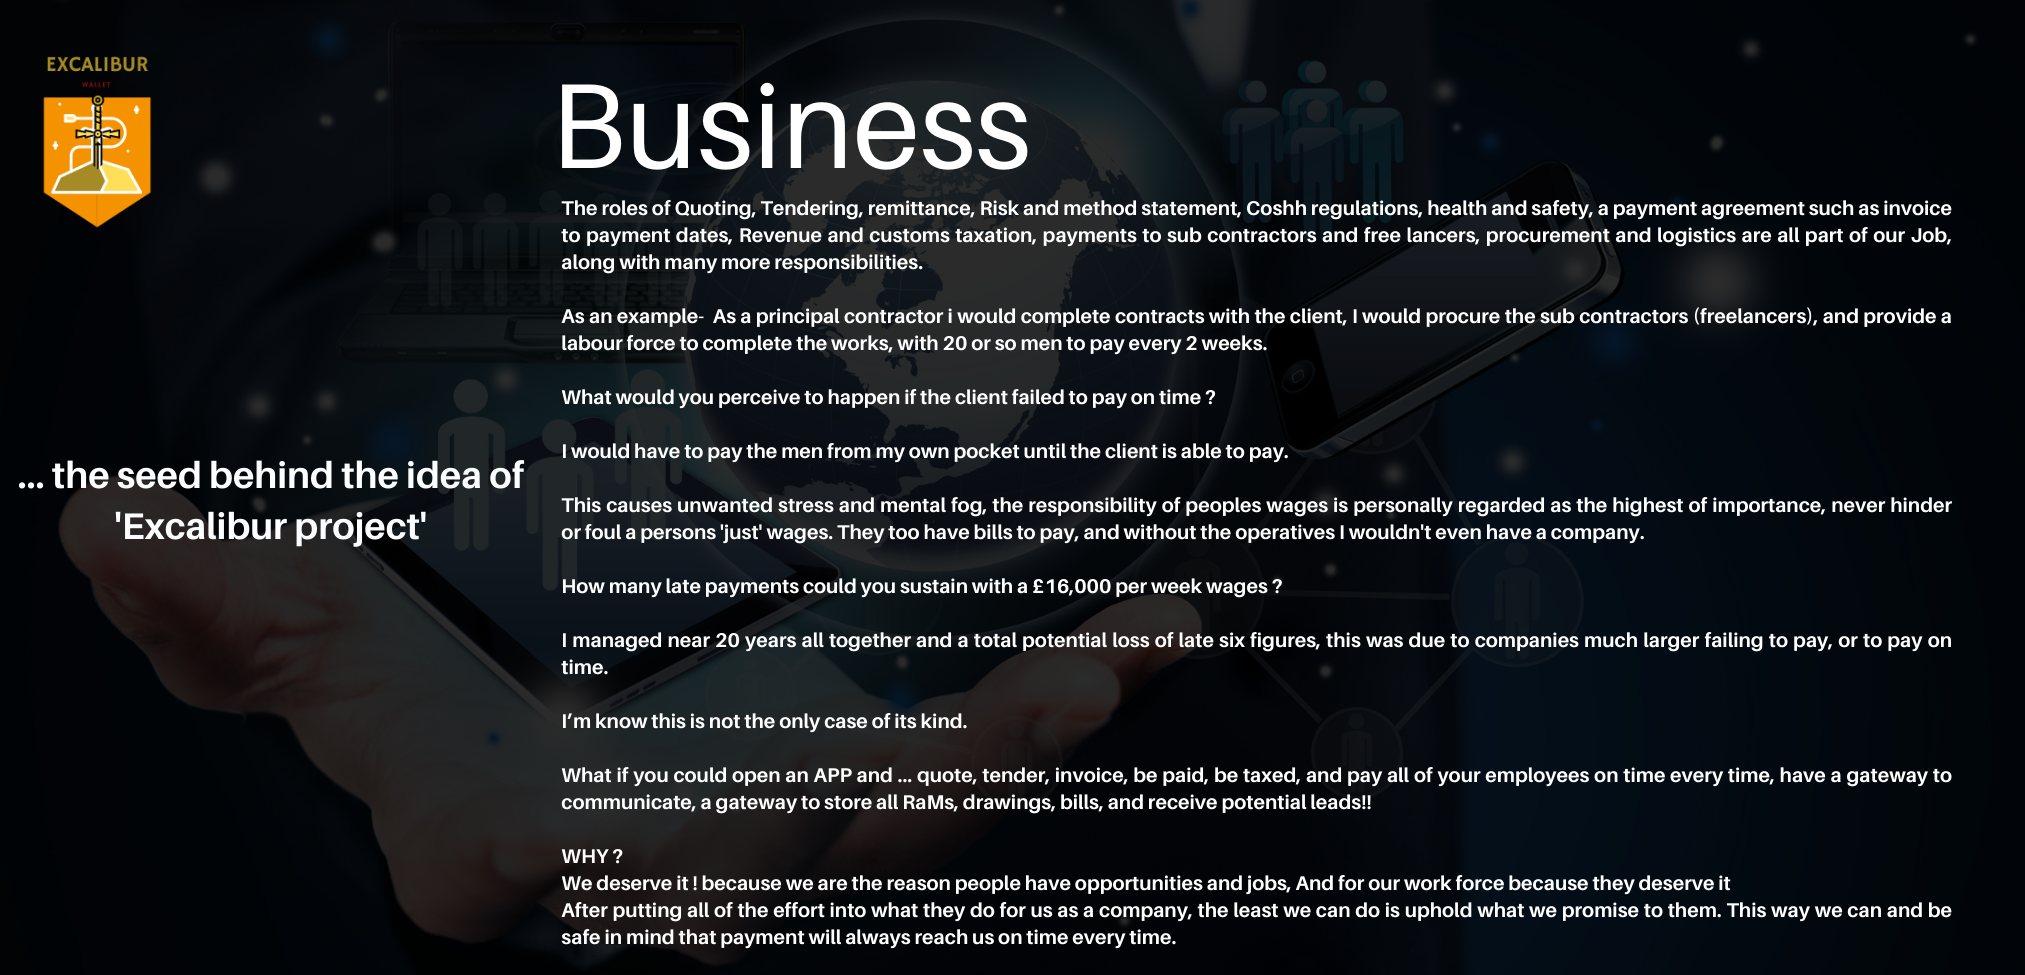 EXCALIBUR
WALLET
Business
The roles of Quoting, Tendering, remittance, Risk and method statement, Coshh regulations, health and safety, a payment agreement such as invoice
to payment dates, Revenue and customs taxation, payments to sub contractors and free lancers, procurement and logistics are all part of our Job,
along with many more responsibilities.
As an example-  As a principal contractor i would complete contracts with the client, I would procure the sub contractors (freelancers), and provide a
labour force to complete the works, with 20 or so men to pay every 2 weeks.
What would you perceive to happen if the client failed to pay on time ?
I would have to pay the men from my own pocket until the client is able to pay.
... the seed behind the idea of
'Excalibur project'
This causes unwanted stress and mental fog, the responsibility of peoples wages is personally regarded as the highest of importance, never hinder
or foul a persons 'just' wages. They too have bills to pay, and without the operatives I wouldn't even have a company.
How many late payments could you sustain with a £16,000 per week wages ?
I managed near 20 years all together and a total potential loss of late six figures, this was due to companies much larger failing to pay, or to pay on
time.
I’m know this is not the only case of its kind.
What if you could open an APP and ... quote, tender, invoice, be paid, be taxed, and pay all of your employees on time every time, have a gateway to
communicate, a gateway to store all RaMs, drawings, bills, and receive potential leads!!
WHY ?
We deserve it ! because we are the reason people have opportunities and jobs, And for our work force because they deserve it
After putting all of the effort into what they do for us as a company, the least we can do is uphold what we promise to them. This way we can and be
safe in mind that payment will always reach us on time every time.